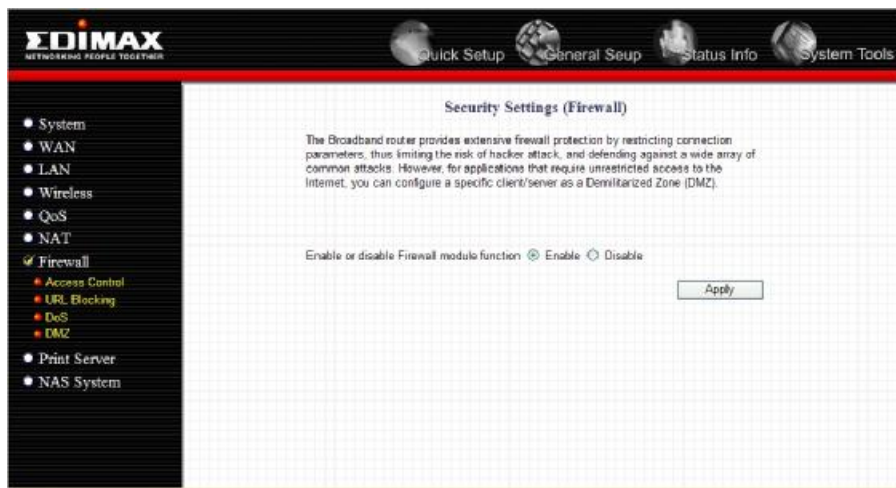 EDIMAX
NETWORKING PEOPLE TOGETHER
Quick Setup
General Seup
Status Info
System Tools
System
WAN
LAN
Wireless
QoS
NAT
Firewall
Access Control
URL Blocking
DoS
DMZ
Print Server
NAS System
Security Settings (Firewall)
The Broadband router provides extensive firewall protection by restricting connection
parameters, thus limiting the risk of hacker attack, and defending against a wide array of
common attacks. However, for applications that require unrestricted access to the
Internet, you can configure a specific client/server as a Demilitarized Zone (DMZ).
Enable or disable Firewall module function Enable Disable
Apply